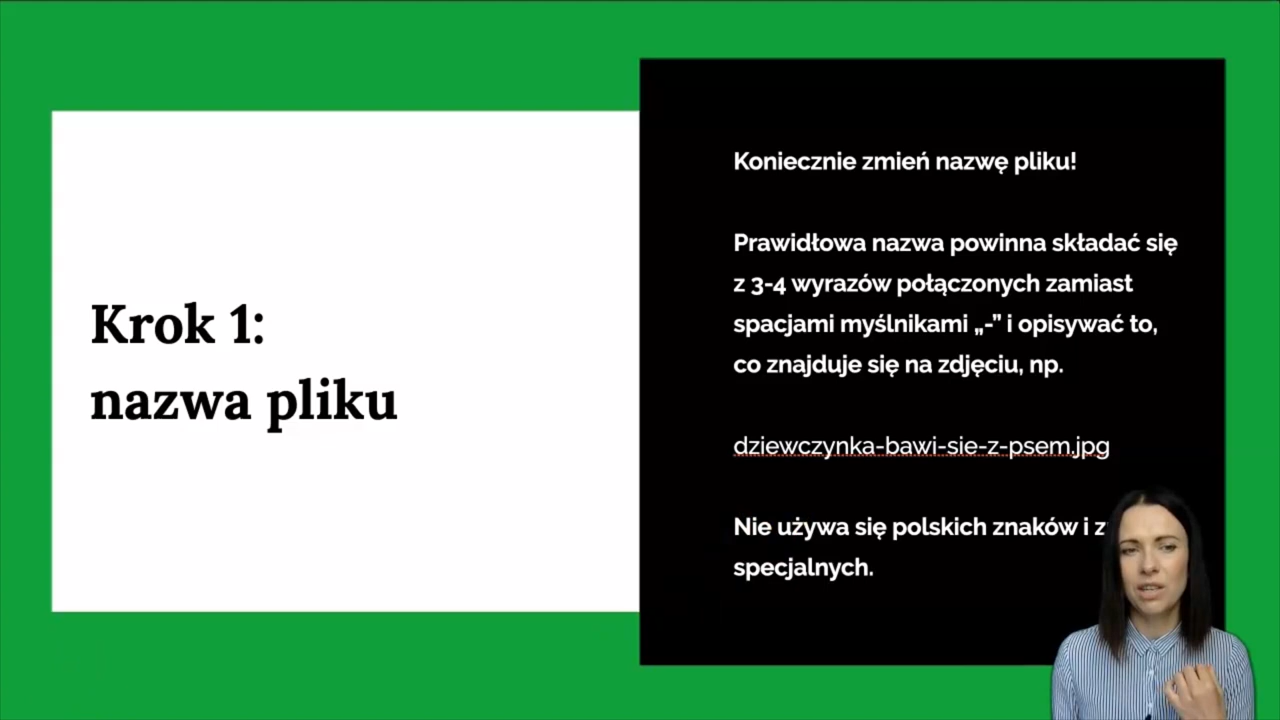 Krok 1:
nazwa pliku
Koniecznie zmień nazwę pliku!
Prawidłowa nazwa powinna składać się
z 3-4 wyrazów połączonych zamiast
spacjami myślnikami „-” i opisywać to,
co znajduje się na zdjęciu, np.
dziewczynka-bawi-sie-z-psem.jpg
Nie używa się polskich znaków i
specjalnych.